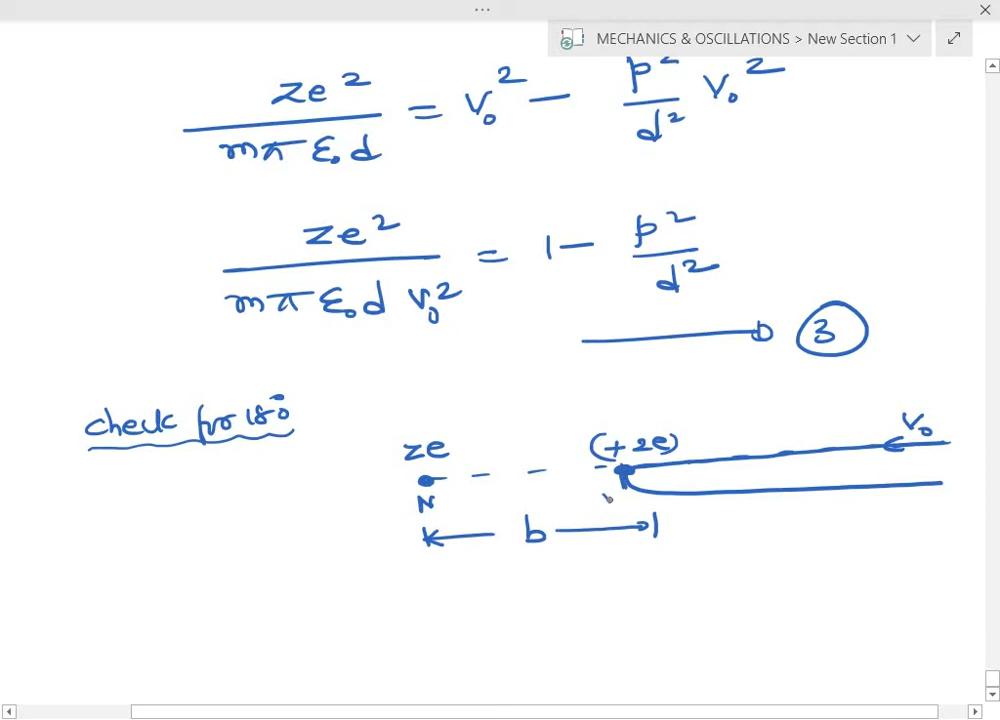 MECHANICS & OSCILLATIONS > New Section 1
ze² / mπε₀d = v₀² − p²/d² v₀²
ze² / mπε₀d v₀² = 1 − p²/d²
3
check for 180°
ze (+2e) v₀
N
b